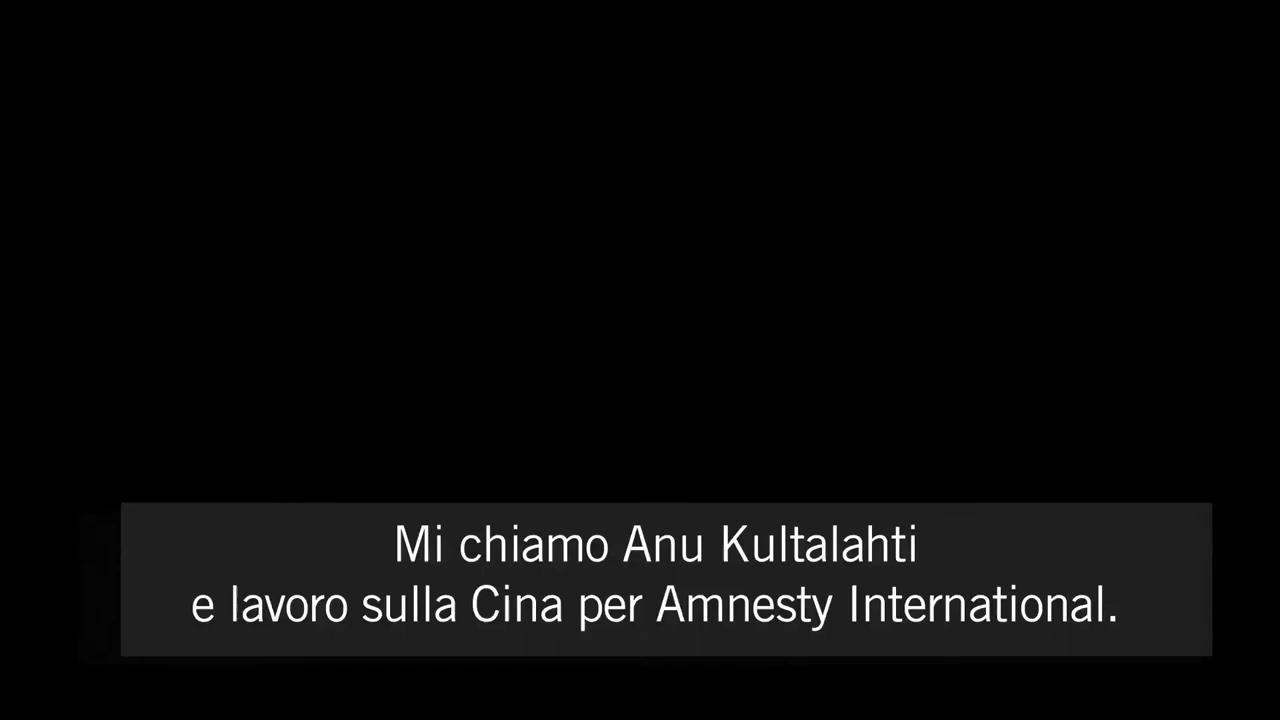 Mi chiamo Anu Kultalahti
e lavoro sulla Cina per Amnesty International.